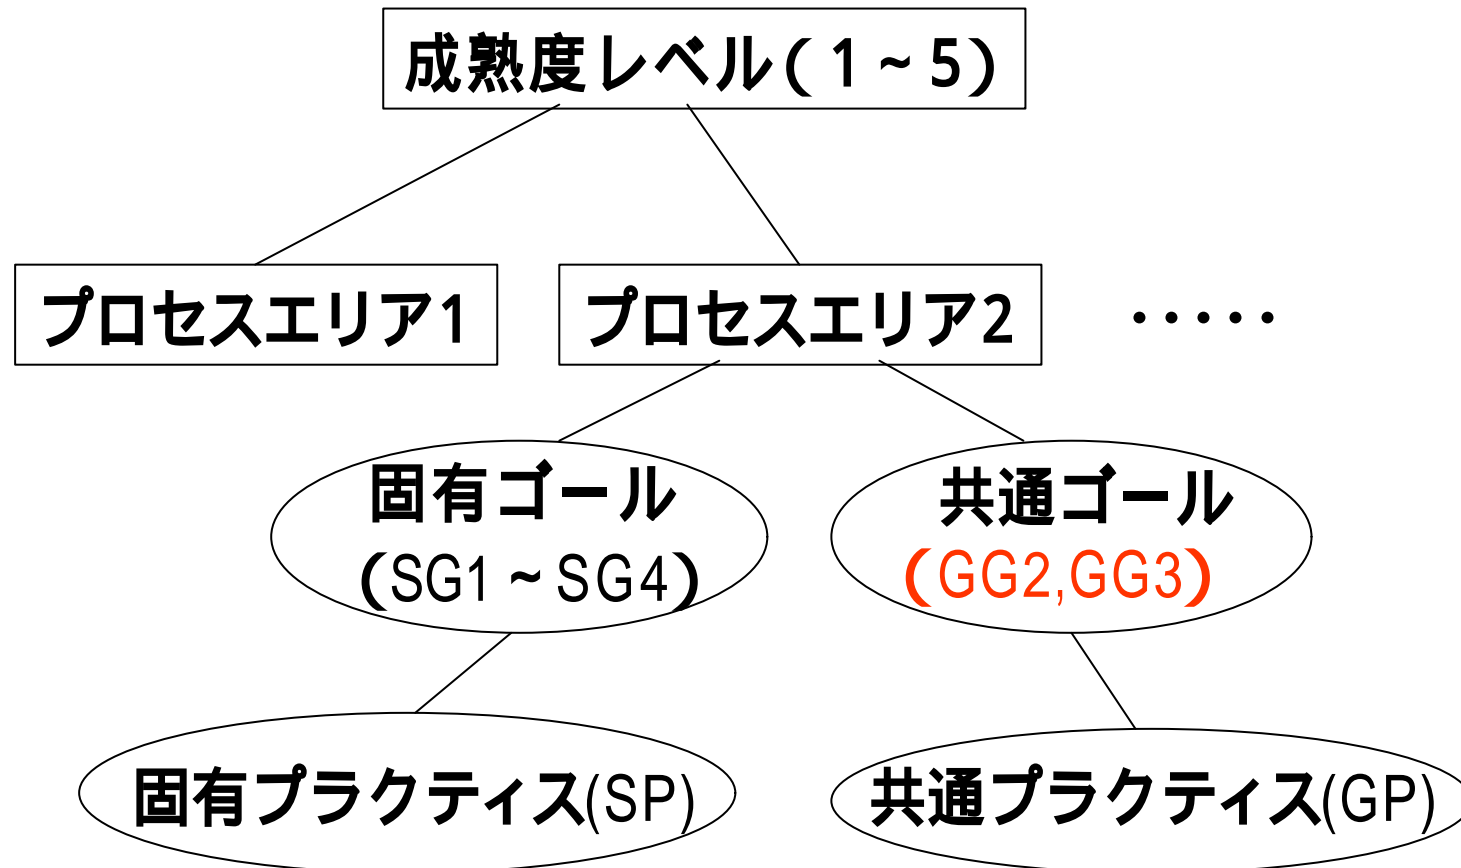 成熟度レベル(1~5)
プロセスエリア1
プロセスエリア2
・・・・・
固有ゴール
(SG1~SG4)
共通ゴール
(GG2,GG3)
固有プラクティス(SP)
共通プラクティス(GP)